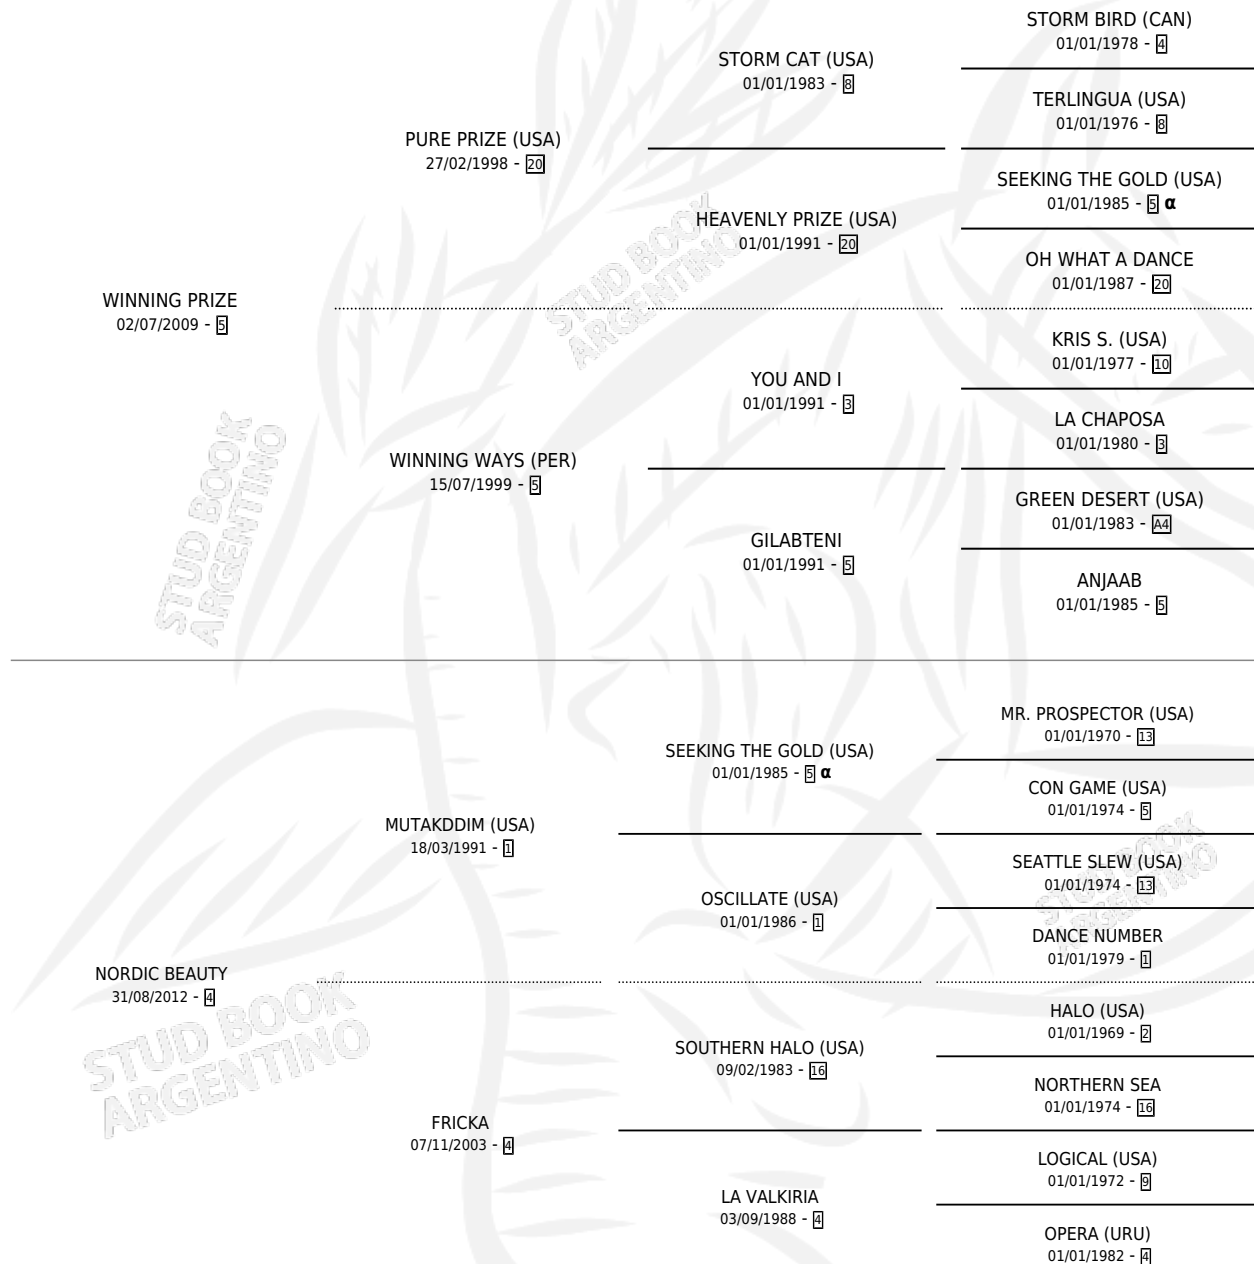 STORM BIRD (CAN)
01/01/1978 - 4
STORM CAT (USA)
01/01/1983 - 8
TERLINGUA (USA)
01/01/1976 - 8
PURE PRIZE (USA)
27/02/1998 - 20
SEEKING THE GOLD (USA)
01/01/1985 - 5 α
HEAVENLY PRIZE (USA)
01/01/1991 - 20
OH WHAT A DANCE
01/01/1987 - 20
WINNING PRIZE
02/07/2009 - 5
KRIS S. (USA)
01/01/1977 - 10
YOU AND I
01/01/1991 - 3
LA CHAPOSA
01/01/1980 - 3
WINNING WAYS (PER)
15/07/1999 - 5
GREEN DESERT (USA)
01/01/1983 - A4
GILABTENI
01/01/1991 - 5
ANJAAB
01/01/1985 - 5
STUD BOOK
ARGENTINO
STUD BOOK
ARGENTINO
MR. PROSPECTOR (USA)
01/01/1970 - 13
SEEKING THE GOLD (USA)
01/01/1985 - 5 α
CON GAME (USA)
01/01/1974 - 5
MUTAKDDIM (USA)
18/03/1991 - 1
SEATTLE SLEW (USA)
01/01/1974 - 13
OSCILLATE (USA)
01/01/1986 - 1
DANCE NUMBER
01/01/1979 - 1
NORDIC BEAUTY
31/08/2012 - 4
HALO (USA)
01/01/1969 - 2
SOUTHERN HALO (USA)
09/02/1983 - 16
NORTHERN SEA
01/01/1974 - 16
FRICKA
07/11/2003 - 4
LOGICAL (USA)
01/01/1972 - 9
LA VALKIRIA
03/09/1988 - 4
OPERA (URU)
01/01/1982 - 4
STUD BOOK
ARGENTINO
STUD BOOK
ARGENTINO